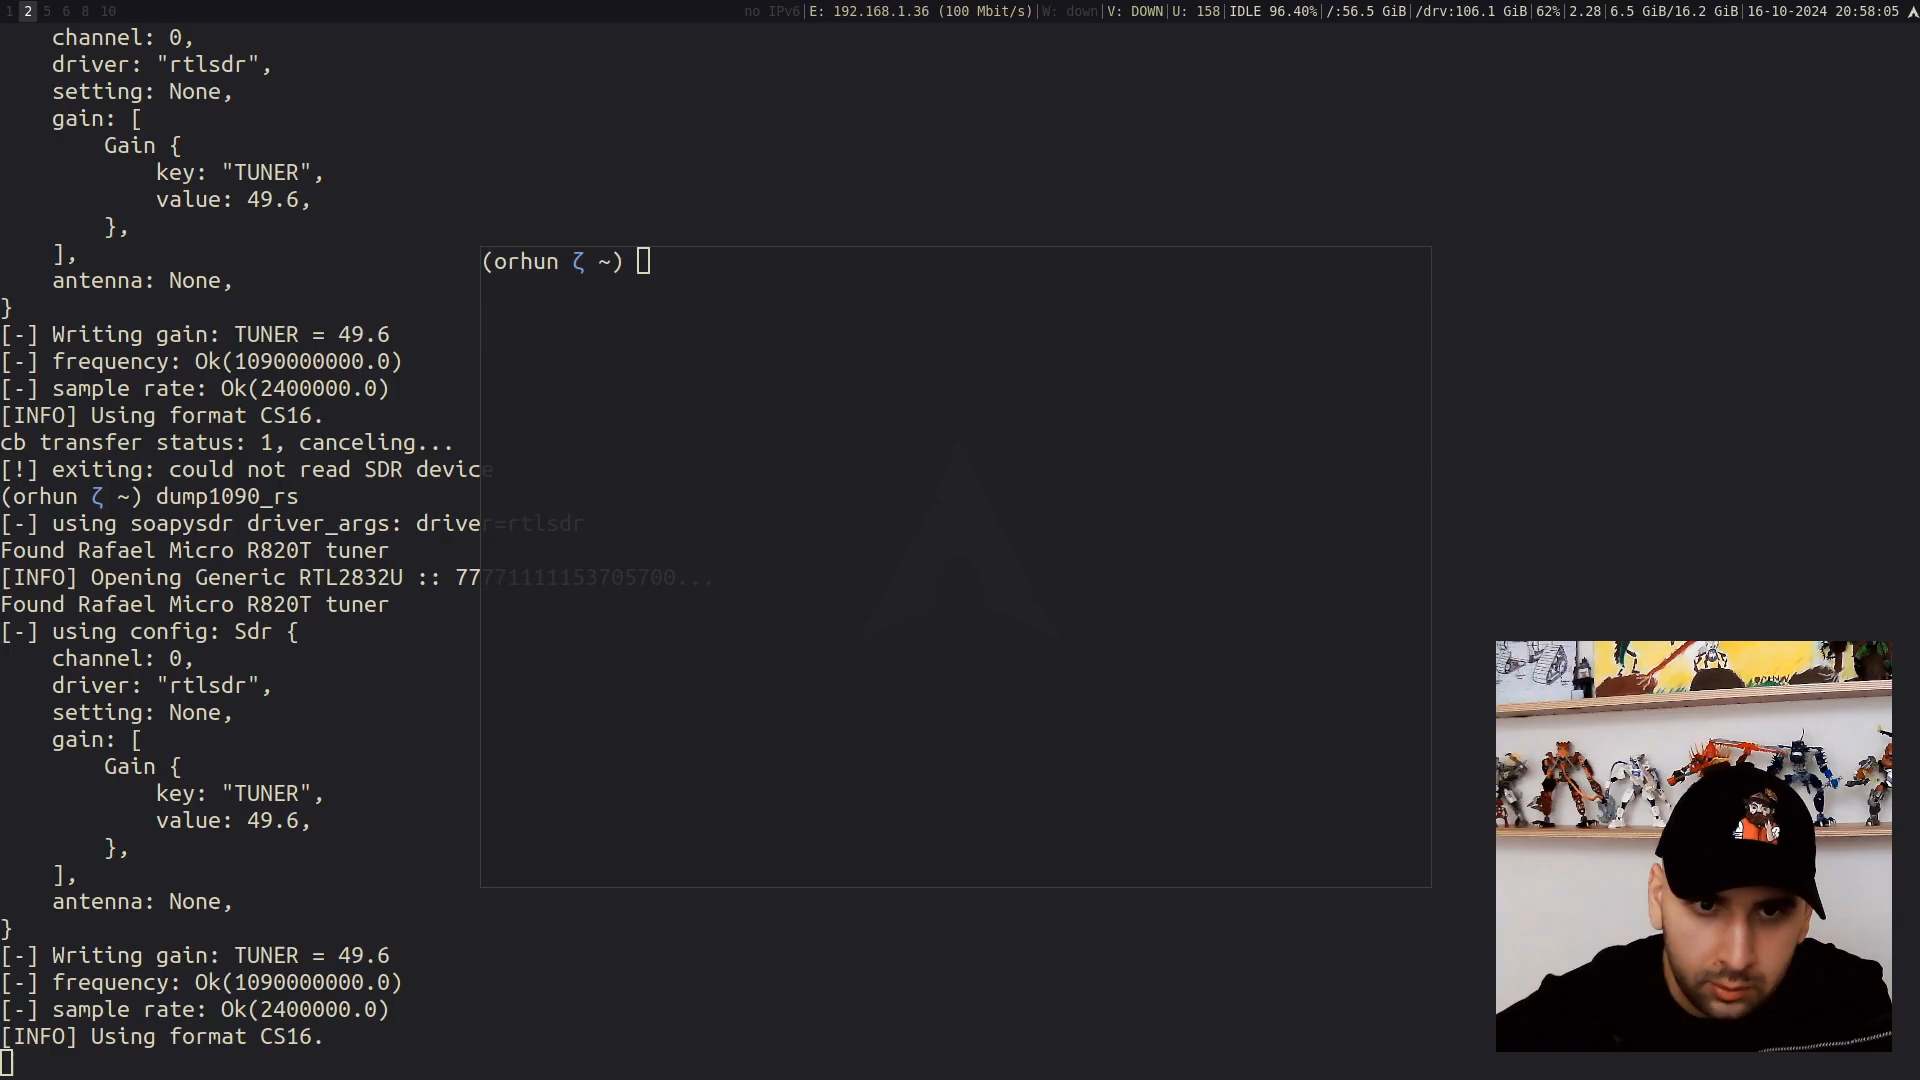 1 2 5 6 8 10
no IPv6|E: 192.168.1.36 (100 Mbit/s)|W: down|V: DOWN|U: 158|IDLE 96.40%|/:56.5 GiB|/drv:106.1 GiB|62%|2.28|6.5 GiB/16.2 GiB|16-10-2024 20:58:05
channel: 0,
driver: "rtlsdr",
setting: None,
gain: [
Gain {
key: "TUNER",
value: 49.6,
},
],
antenna: None,
}
[-] Writing gain: TUNER = 49.6
[-] frequency: Ok(1090000000.0)
[-] sample rate: Ok(2400000.0)
[INFO] Using format CS16.
cb transfer status: 1, canceling...
[!] exiting: could not read SDR device
(orhun ζ ~) dump1090_rs
[-] using soapysdr driver_args: driver=rtlsdr
Found Rafael Micro R820T tuner
[INFO] Opening Generic RTL2832U :: 77771111153705700...
Found Rafael Micro R820T tuner
[-] using config: Sdr {
channel: 0,
driver: "rtlsdr",
setting: None,
gain: [
Gain {
key: "TUNER",
value: 49.6,
},
],
antenna: None,
}
[-] Writing gain: TUNER = 49.6
[-] frequency: Ok(1090000000.0)
[-] sample rate: Ok(2400000.0)
[INFO] Using format CS16.
(orhun ζ ~)